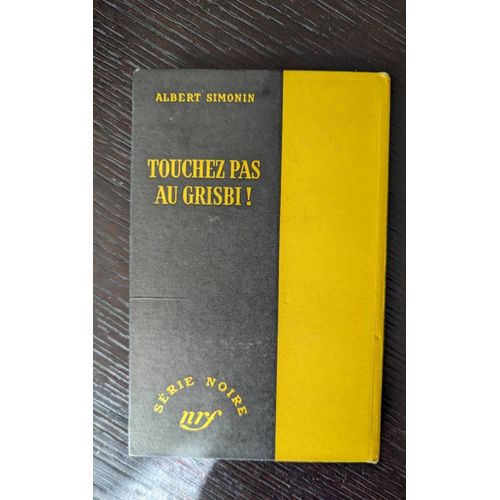 ALBERT SIMONIN
TOUCHEZ PAS
AU GRISBI !
SÉRIE NOIRE
nrf